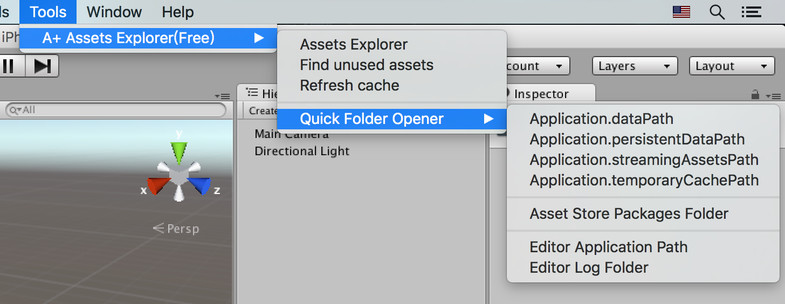 ls Tools Window Help
iPh
A+ Assets Explorer(Free)
Assets Explorer
Find unused assets
Refresh cache
Quick Folder Opener
count
Layers
Layout
All
Hie
Create
Main Camera
Directional Light
y
x
z
Persp
Inspector
Application.dataPath
Application.persistentDataPath
Application.streamingAssetsPath
Application.temporaryCachePath
Asset Store Packages Folder
Editor Application Path
Editor Log Folder